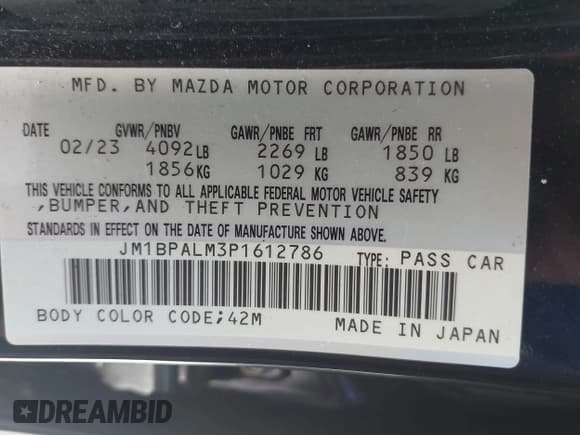 MFD. BY MAZDA MOTOR CORPORATION
DATE GVWR/PNBV GAWR/PNBE FRT GAWR/PNBE RR
02/23 4092LB 2269 LB 1850 LB
1856KG 1029 KG 839 KG
THIS VEHICLE CONFORMS TO ALL APPLICABLE FEDERAL MOTOR VEHICLE SAFETY
,BUMPER,AND THEFT PREVENTION
STANDARDS IN EFFECT ON THE DATE OF MANUFACTURE SHOWN ABOVE.
JM1BPALM3P1612786 TYPE: PASS CAR
BODY COLOR CODE;42M MADE IN JAPAN
DREAMBID